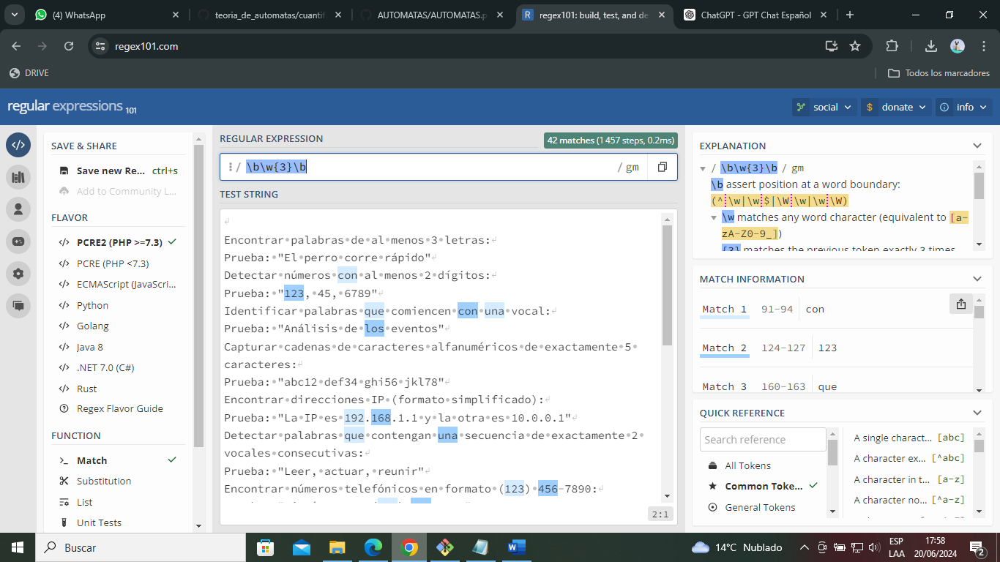 (4) WhatsApp
teoria_de_automatas/cuantif
AUTOMATAS/AUTOMATAS.p
regex101: build, test, and de
ChatGPT - GPT Chat Español
regex101.com
DRIVE
Todos los marcadores
regular expressions 101
social
donate
info
SAVE & SHARE
Save new Re... ctrl+s
Add to Community L...
FLAVOR
PCRE2 (PHP >=7.3)
PCRE (PHP <7.3)
ECMAScript (JavaScri...
Python
Golang
Java 8
.NET 7.0 (C#)
Rust
Regex Flavor Guide
FUNCTION
Match
Substitution
List
Unit Tests
REGULAR EXPRESSION
42 matches (1 457 steps, 0.2ms)
/ \b\w{3}\b / gm
TEST STRING
Encontrar palabras de al menos 3 letras:
Prueba: "El perro corre rápido"
Detectar números con al menos 2 dígitos:
Prueba: "123, 45, 6789"
Identificar palabras que comiencen con una vocal:
Prueba: "Análisis de los eventos"
Capturar cadenas de caracteres alfanuméricos de exactamente 5
caracteres:
Prueba: "abc12 def34 ghi56 jkl78"
Encontrar direcciones IP (formato simplificado):
Prueba: "La IP es 192.168.1.1 y la otra es 10.0.0.1"
Detectar palabras que contengan una secuencia de exactamente 2
vocales consecutivas:
Prueba: "Leer, actuar, reunir"
Encontrar números telefónicos en formato (123) 456-7890:
2:1
EXPLANATION
/ \b\w{3}\b / gm
\b assert position at a word boundary:
(^|\w|\w$|\W|\w|\w|\W)
\w matches any word character (equivalent to [a-
zA-Z0-9_])
{3} matches the previous token exactly 3 times
MATCH INFORMATION
Match 1 91-94 con
Match 2 124-127 123
Match 3 160-163 que
QUICK REFERENCE
Search reference
All Tokens
Common Toke...
General Tokens
A single charact... [abc]
A character ex... [^abc]
A character in t... [a-z]
A character no... [^a-z]
Buscar
14°C Nublado
ESP
LAA
17:58
20/06/2024
2